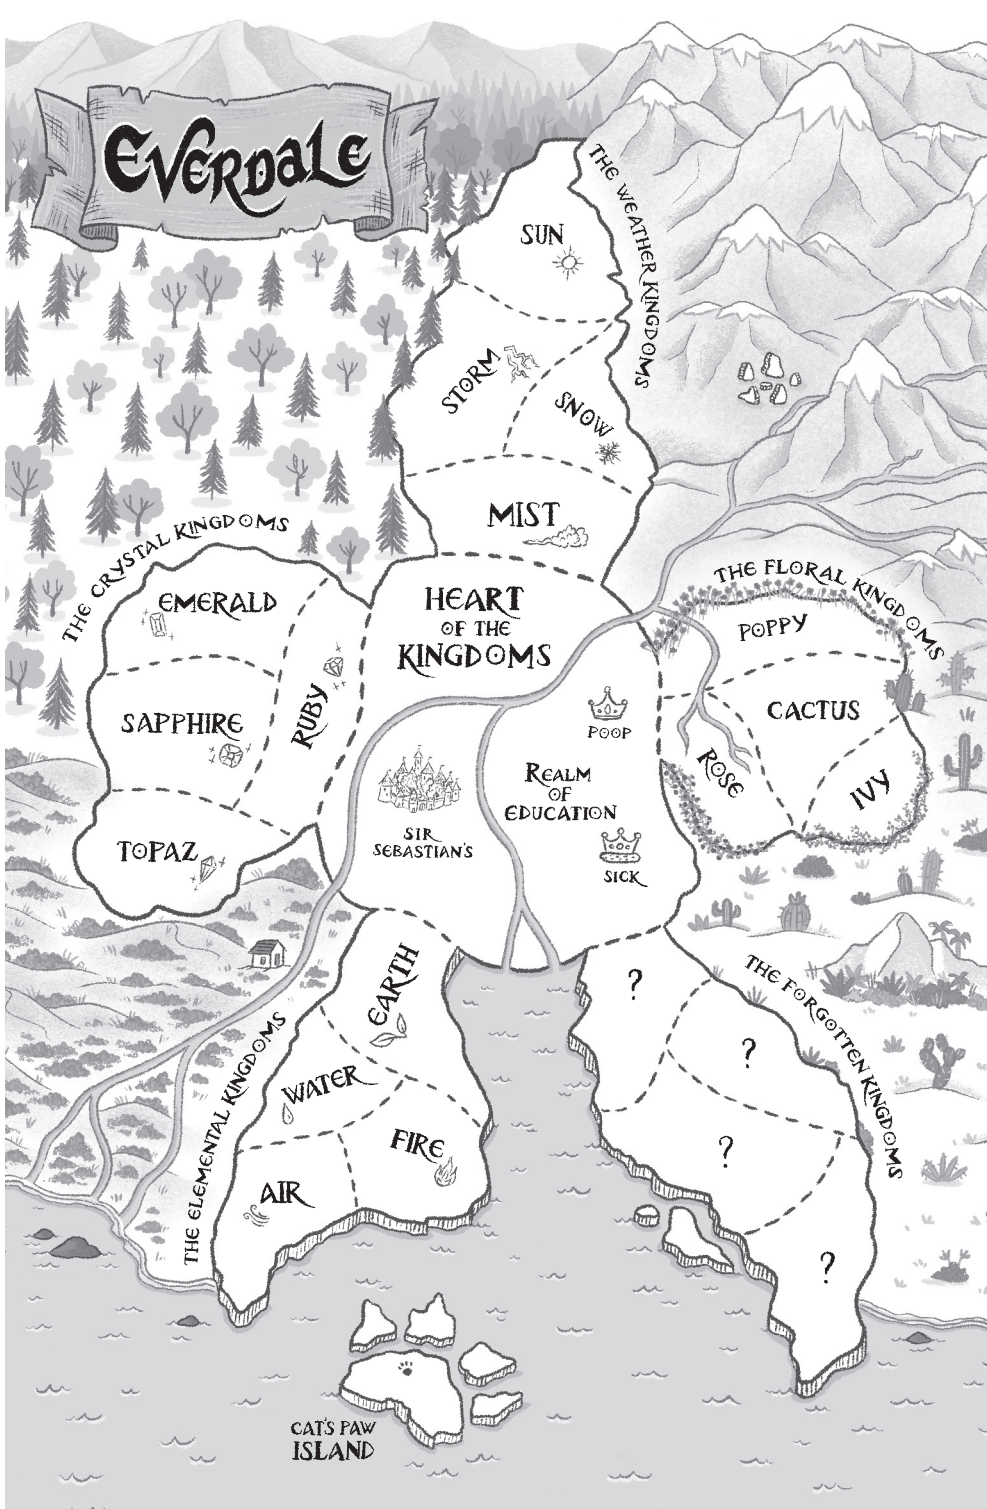 EVERDALE
THE WEATHER KINGDOMS
SUN
STORM
SNOW
MIST
THE CRYSTAL KINGDOMS
EMERALD
SAPPHIRE
RUBY
TOPAZ
HEART
OF THE
KINGDOMS
THE FLORAL KINGDOMS
POPPY
CACTUS
ROSE
IVY
POOP
REALM
OF
EDUCATION
SICK
SIR
SEBASTIAN'S
THE ELEMENTAL KINGDOMS
EARTH
WATER
FIRE
AIR
THE FORGOTTEN KINGDOMS
?
?
?
?
CAT'S PAW
ISLAND